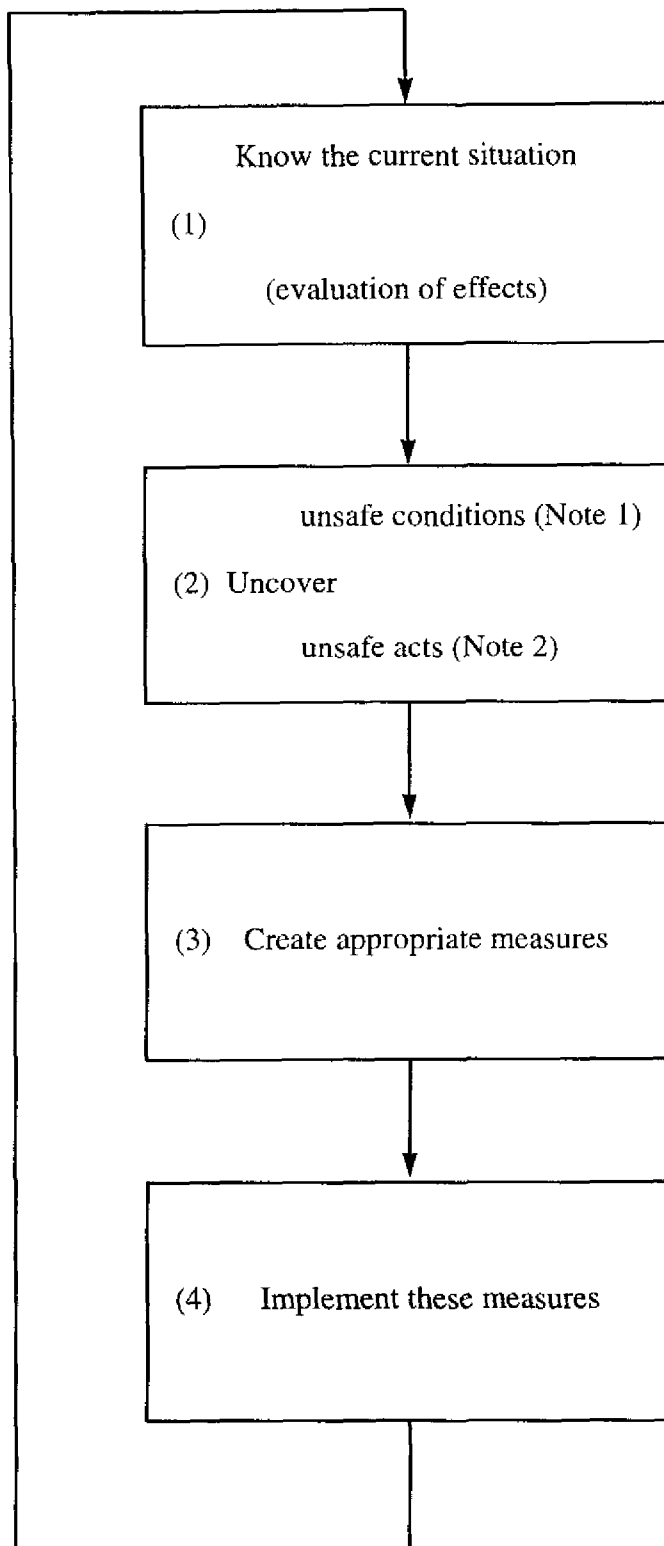 Know the current situation
(1)
(evaluation of effects)
unsafe conditions (Note 1)
(2) Uncover
unsafe acts (Note 2)
(3) Create appropriate measures
(4) Implement these measures